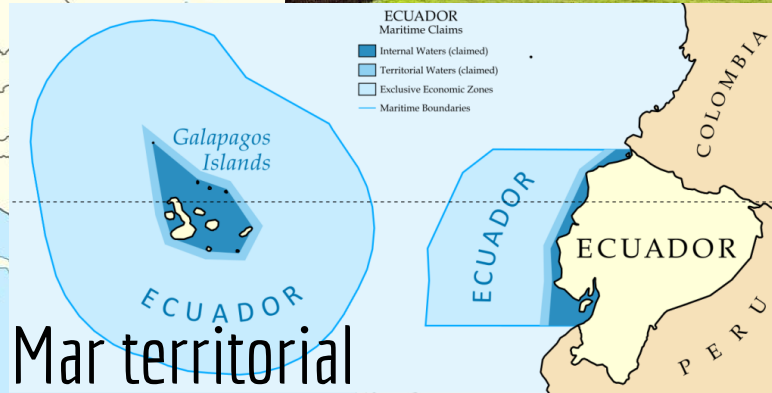 ECUADOR
Maritime Claims
Internal Waters (claimed)
Territorial Waters (claimed)
Exclusive Economic Zones
Maritime Boundaries
Galapagos
Islands
ECUADOR
ECUADOR
ECUADOR
COLOMBIA
PERU
Mar territorial